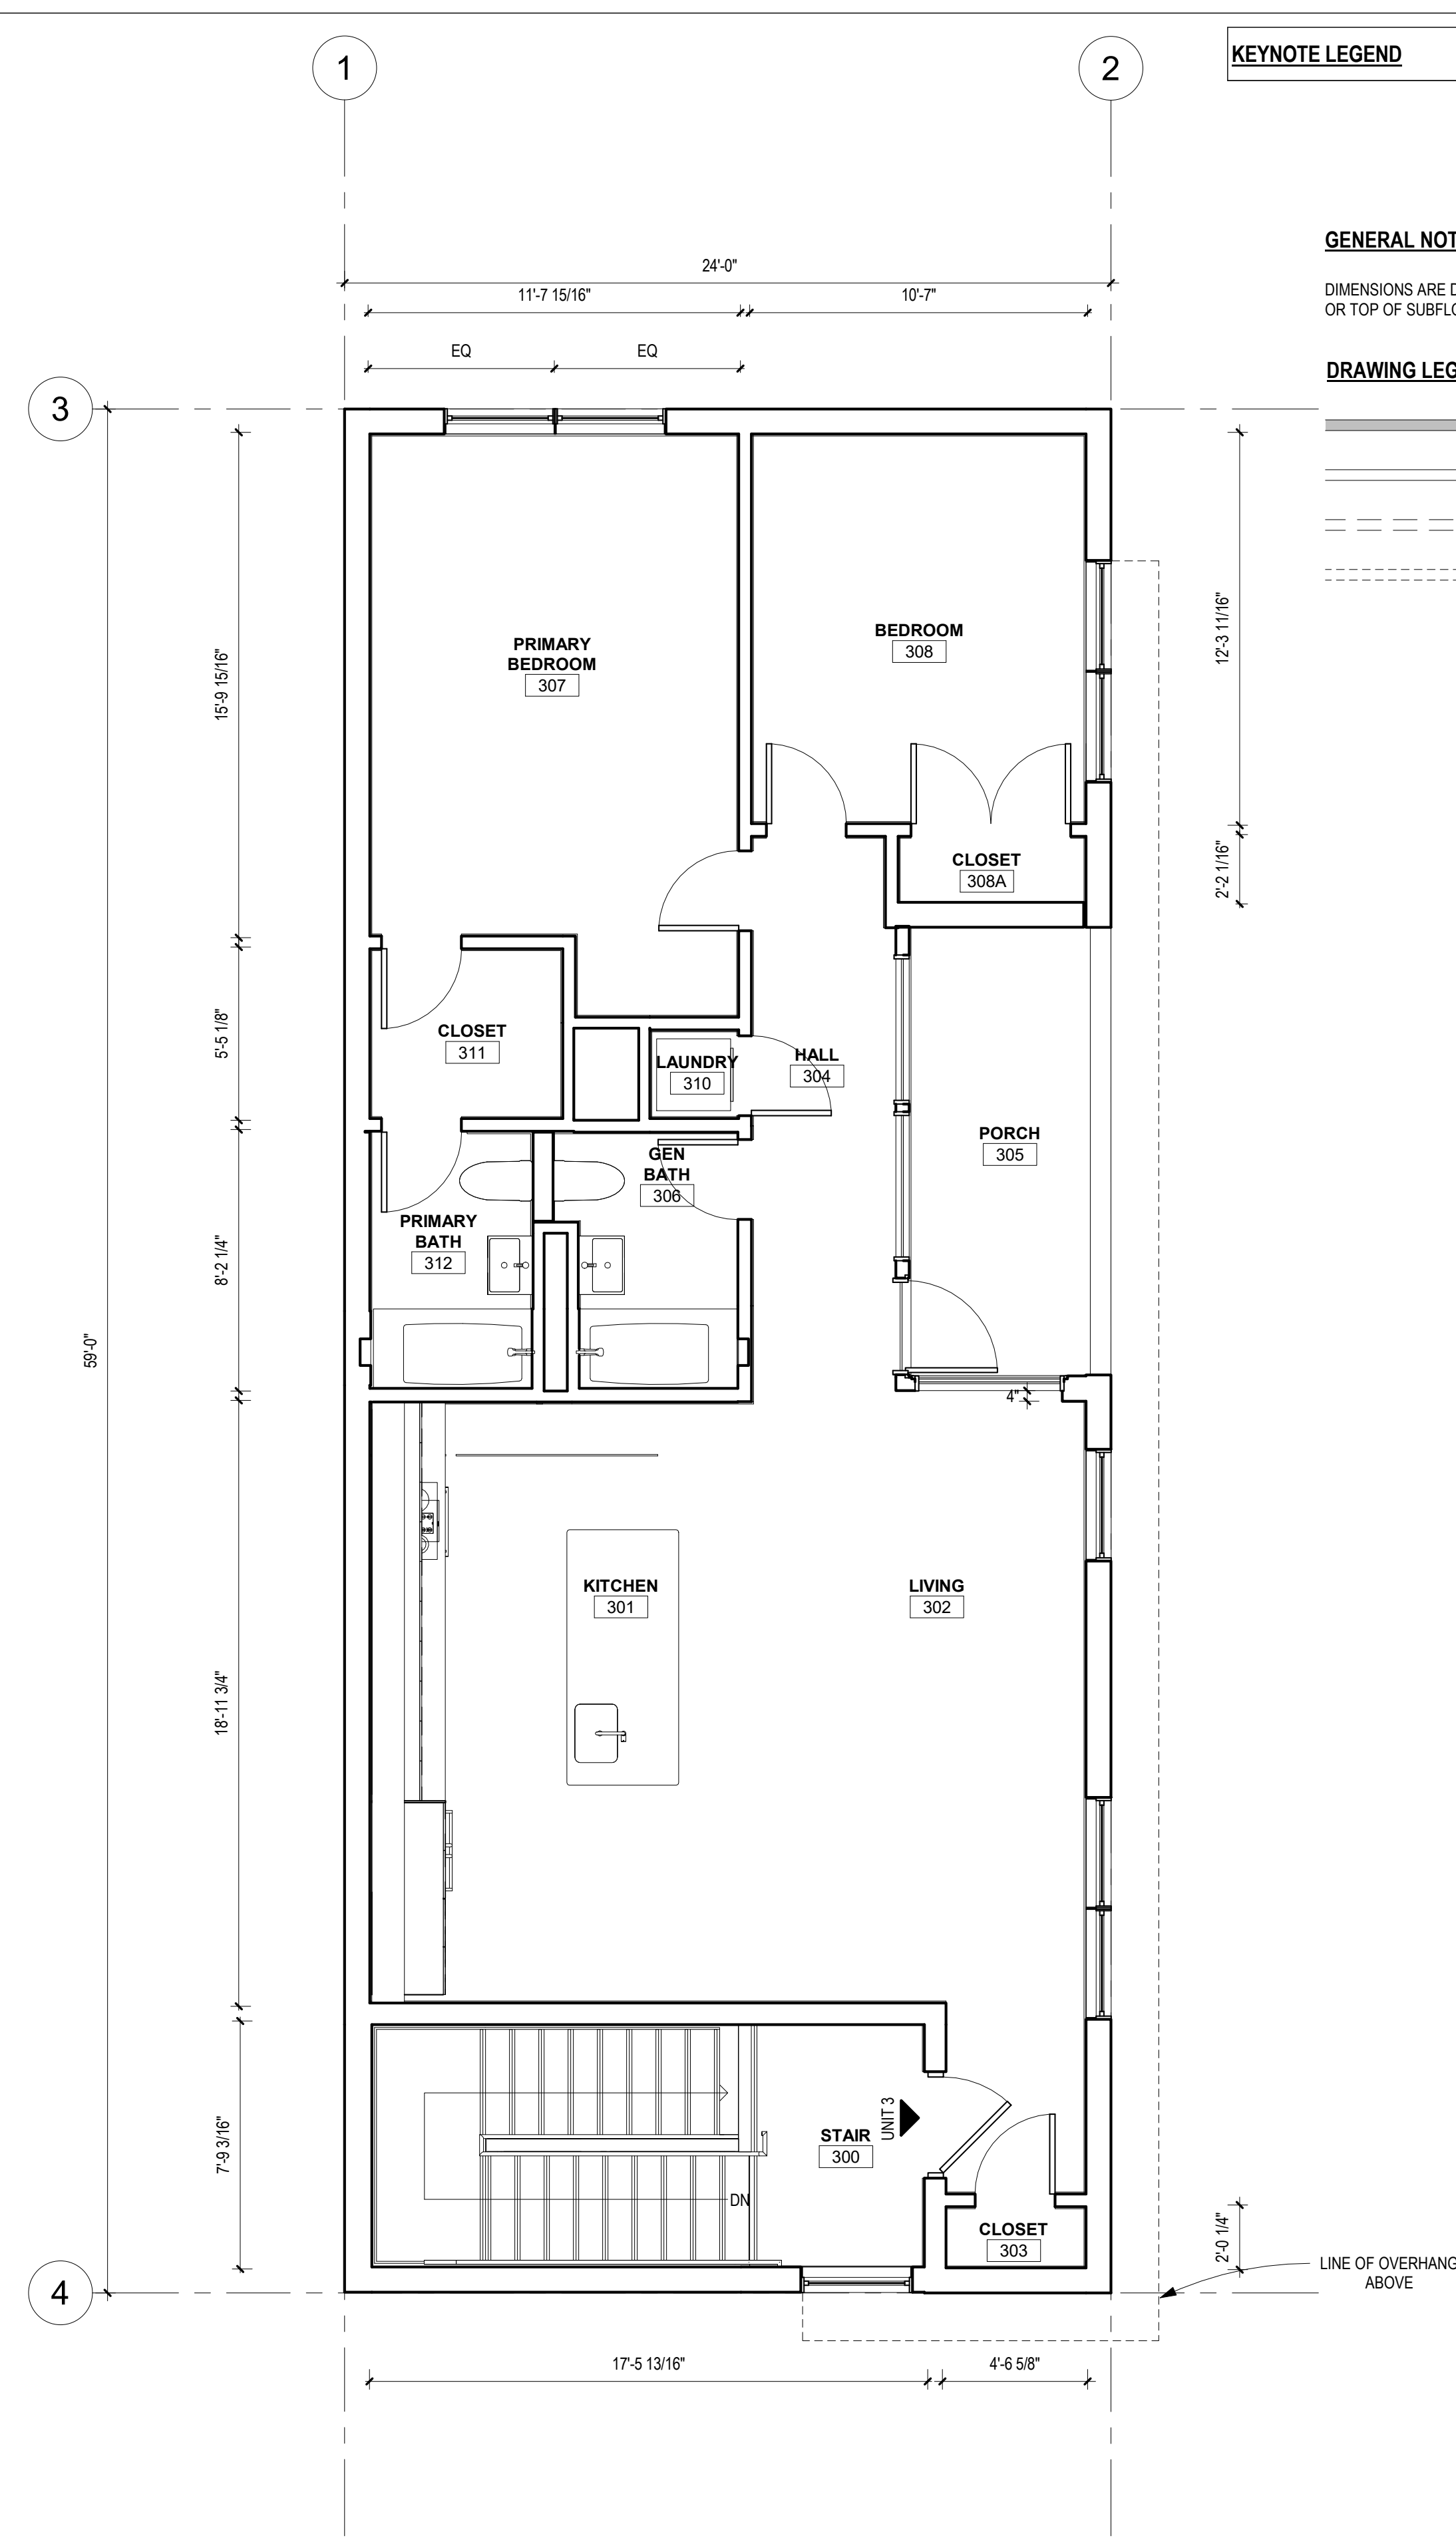 1
2
KEYNOTE LEGEND
GENERAL NOT
24'-0"
11'-7 15/16"
10'-7"
DIMENSIONS ARE D
OR TOP OF SUBFLO
EQ
EQ
DRAWING LEG
3
15'-9 15/16"
12'-3 11/16"
PRIMARY
BEDROOM
307
BEDROOM
308
2'-2 1/16"
CLOSET
308A
5'-5 1/8"
CLOSET
311
LAUNDRY
310
HALL
304
PORCH
305
GEN
BATH
306
8'-2 1/4"
PRIMARY
BATH
312
59'-0"
4"
KITCHEN
301
LIVING
302
18'-11 3/4"
7'-9 3/16"
UNIT 3
STAIR
300
DN
CLOSET
303
2'-0 1/4"
LINE OF OVERHANG
ABOVE
4
17'-5 13/16"
4'-6 5/8"